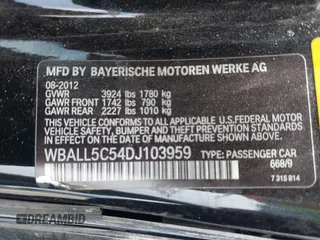 MFD BY BAYERISCHE MOTOREN WERKE AG
08-2012
GVWR 3924 lbs 1780 kg
GAWR FRONT 1742 lbs 790 kg
GAWR REAR 2227 lbs 1010 kg
THIS VEHICLE CONFORMS TO ALL APPLICABLE
U.S. FEDERAL MOTOR VEHICLE SAFETY,
BUMPER, AND THEFT PREVENTION STANDARDS
IN EFFECT ON THE DATE OF MANUFACTURE
SHOWN ABOVE.
WBALL5C54DJ103959 TYPE: PASSENGER CAR
668/9
7 315 814
DREAMBID